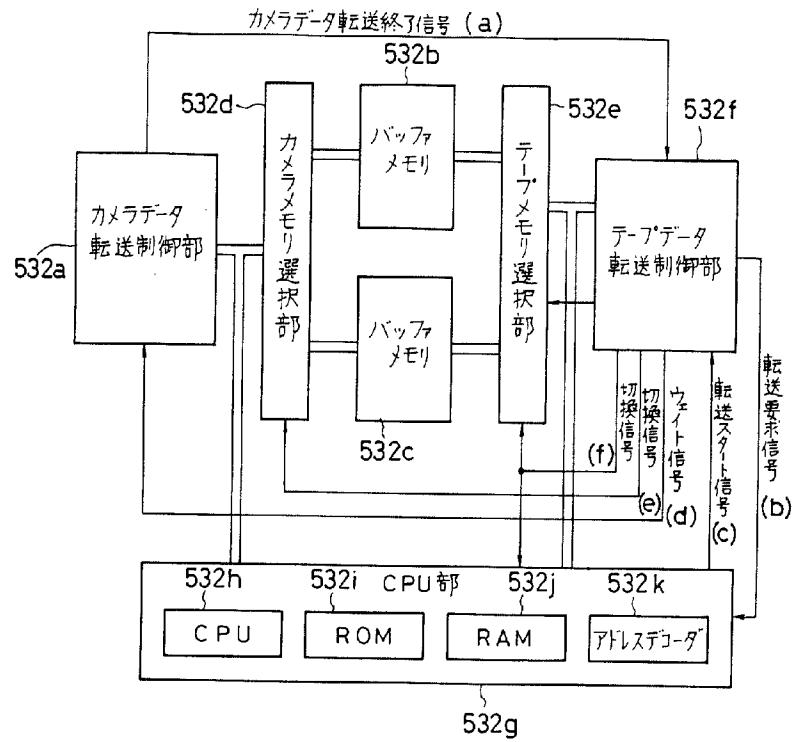 カメラデータ転送終了信号 (a)
532b
532d
532e
532f
バッファ
メモリ
カメラメモリ選択部
テープメモリ選択部
カメラデータ
転送制御部
テープデータ
転送制御部
532a
バッファ
メモリ
532c
切換信号
(f)
切換信号
(e)
ウェイト信号
(d)
転送スタート信号
(c)
転送要求信号
(b)
532h
532i
CPU部
532j
532k
CPU
ROM
RAM
アドレスデコーダ
532g